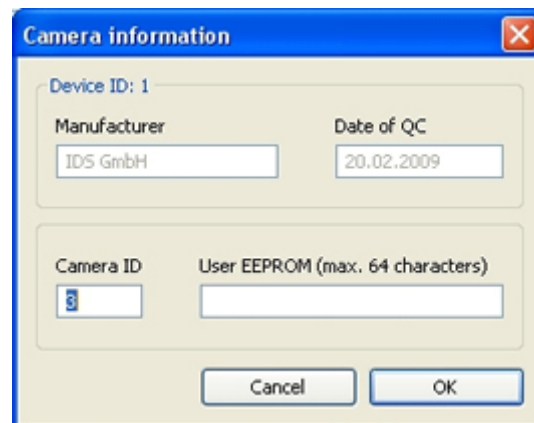 Camera information
Device ID: 1
Manufacturer Date of QC
IDS GmbH 20.02.2009
Camera ID User EEPROM (max. 64 characters)
3
Cancel OK